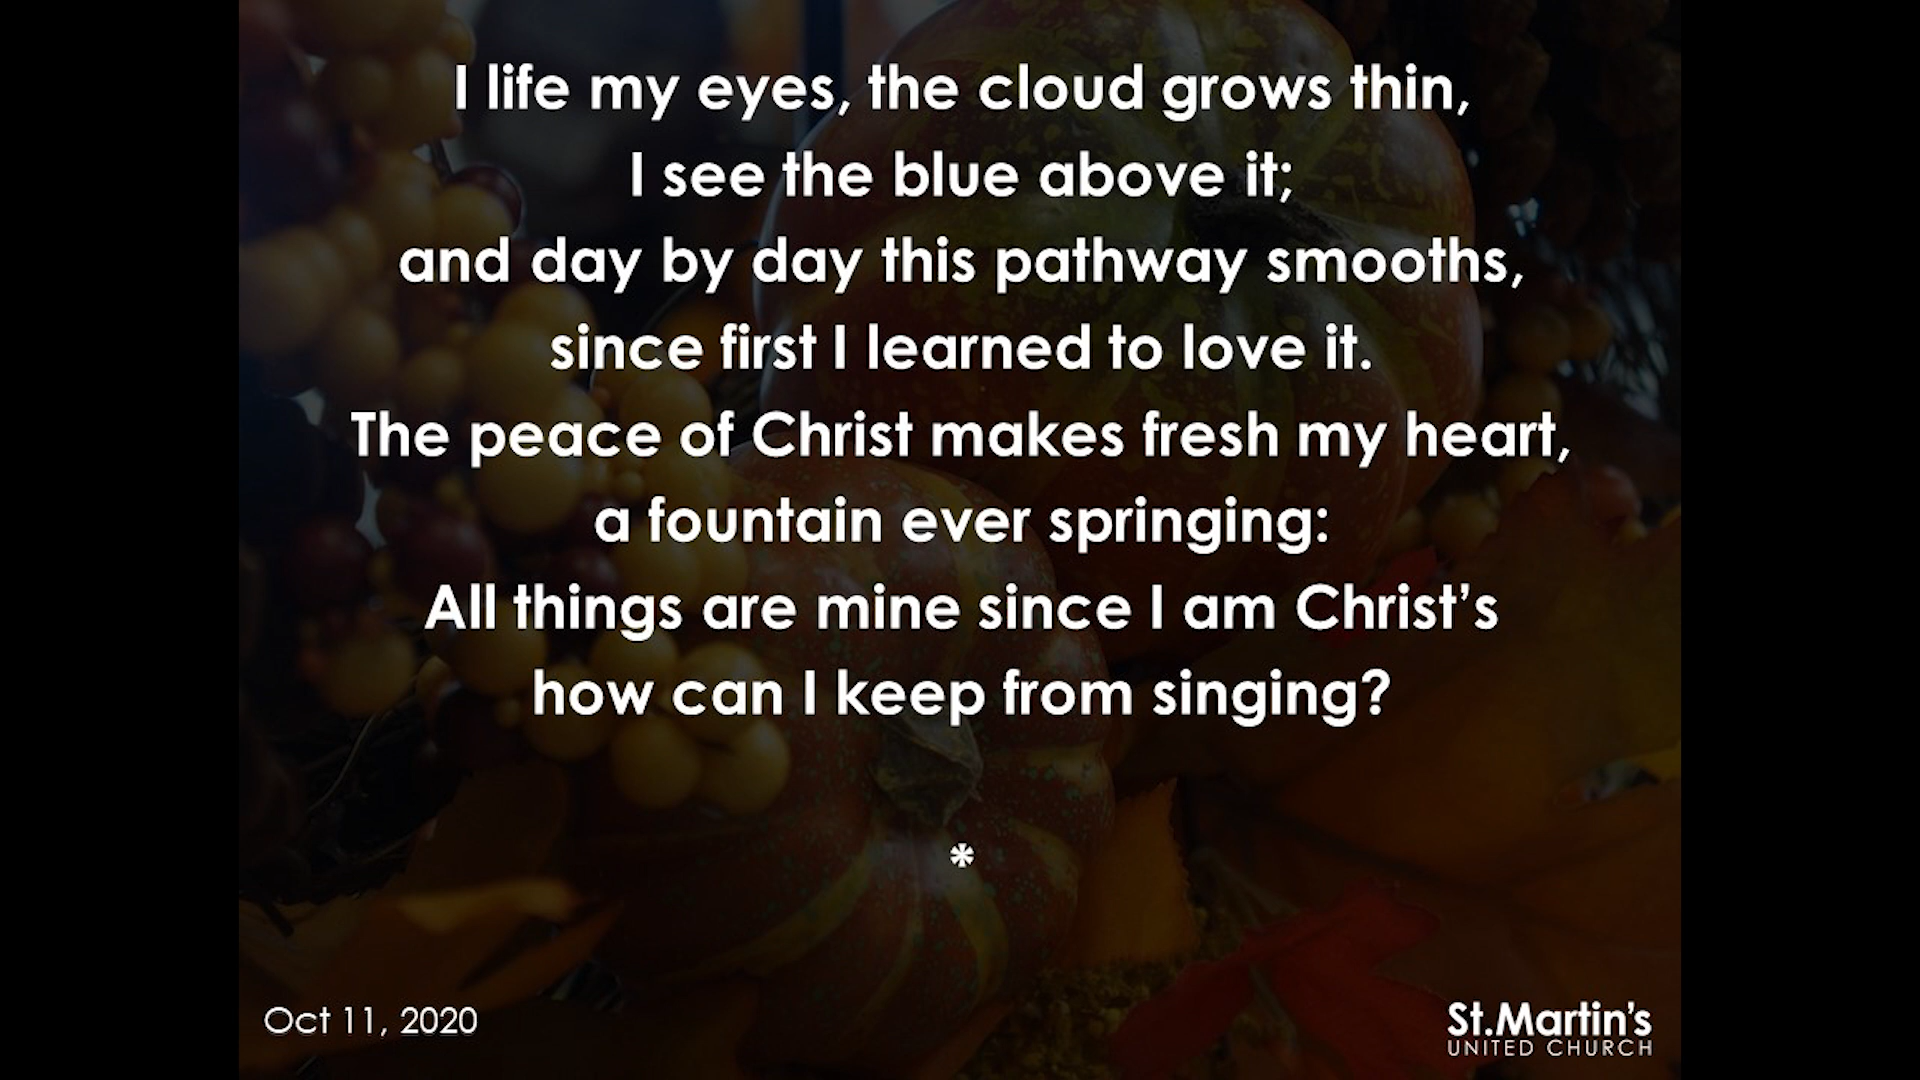 I life my eyes, the cloud grows thin,
I see the blue above it;
and day by day this pathway smooths,
since first I learned to love it.
The peace of Christ makes fresh my heart,
a fountain ever springing:
All things are mine since I am Christ’s
how can I keep from singing?
*
Oct 11, 2020
St.Martin’s
UNITED CHURCH